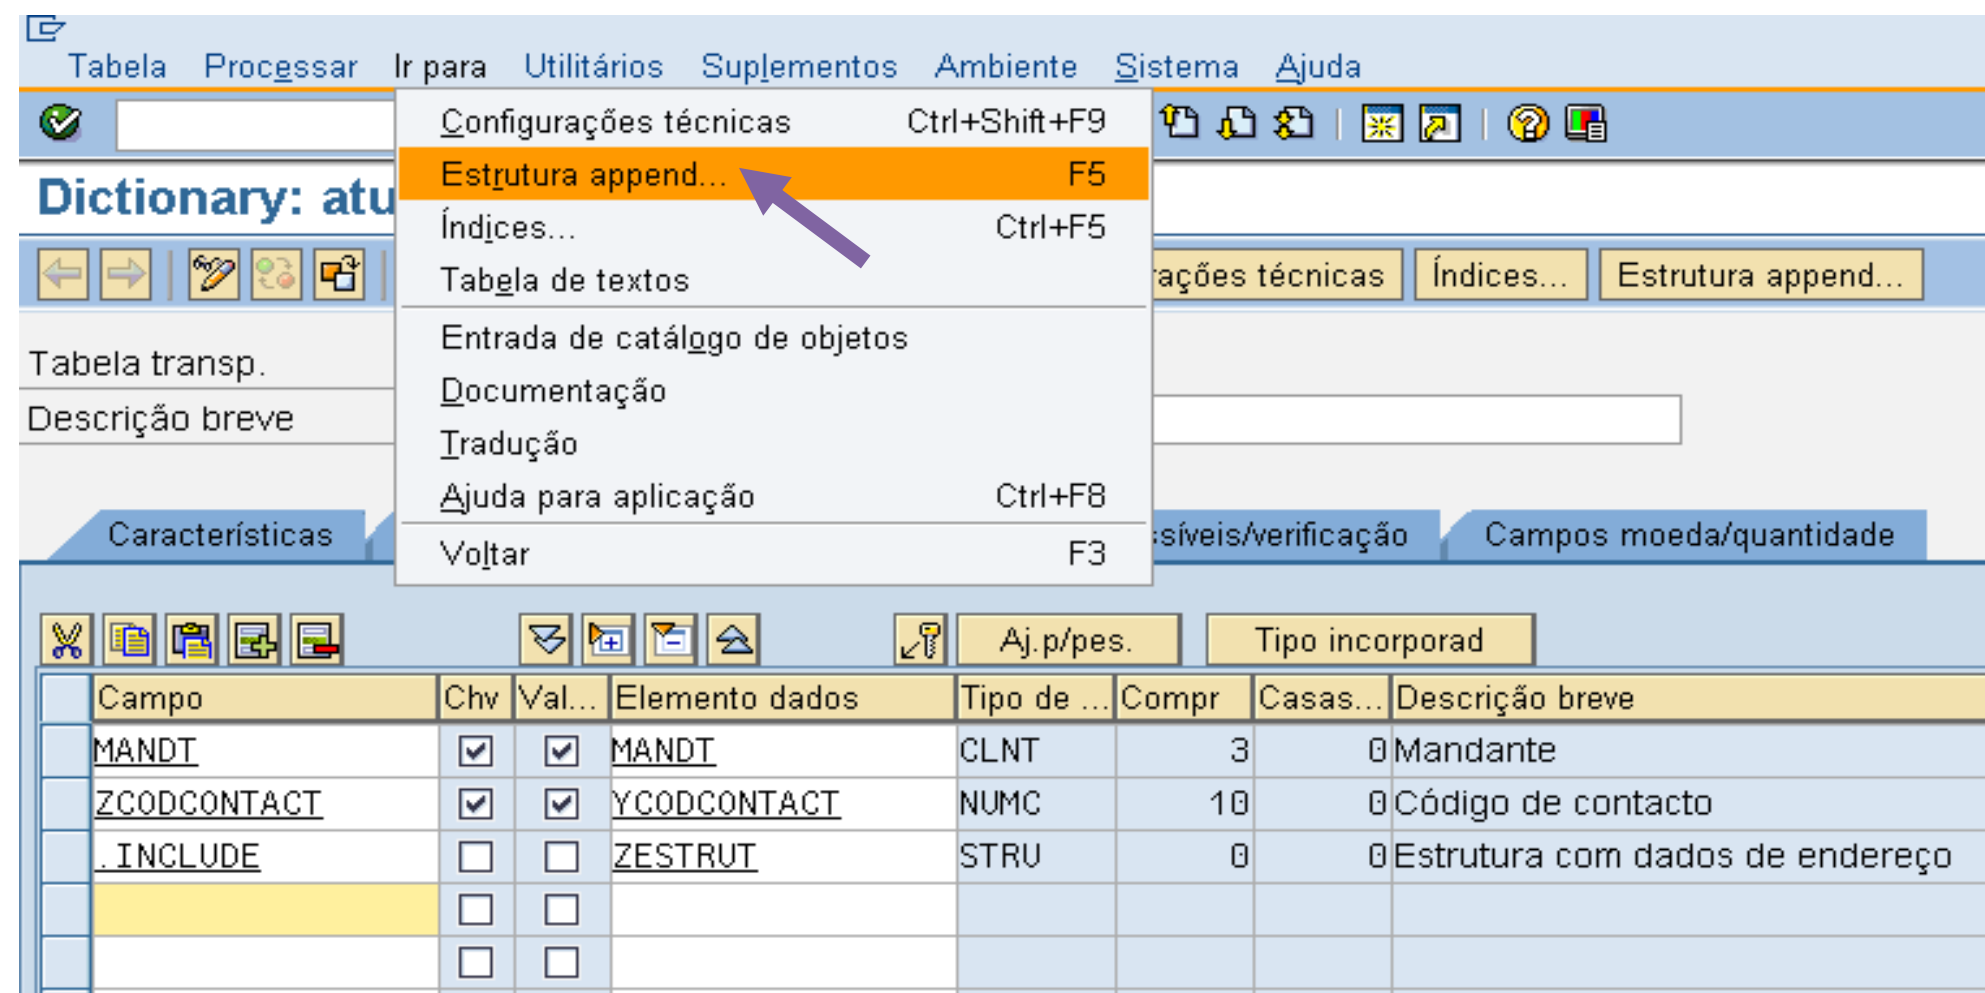 Tabela Processar Ir para Utilitários Suplementos Ambiente Sistema Ajuda
Configurações técnicas Ctrl+Shift+F9
Estrutura append... F5
Índices... Ctrl+F5
Tabela de textos
Entrada de catálogo de objetos
Documentação
Tradução
Ajuda para aplicação Ctrl+F8
Voltar F3
Dictionary: atu
rações técnicas Índices... Estrutura append...
Tabela transp.
Descrição breve
Características síveis/verificação Campos moeda/quantidade
Aj.p/pes. Tipo incorporad
Campo Chv Val... Elemento dados Tipo de ... Compr Casas... Descrição breve
MANDT MANDT CLNT 3 0 Mandante
ZCODCONTACT YCODCONTACT NUMC 10 0 Código de contacto
.INCLUDE ZESTRUT STRU 0 0 Estrutura com dados de endereço